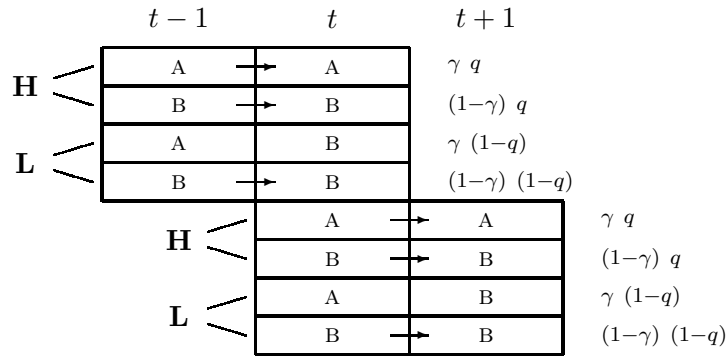 t − 1 t t + 1
H A A γ q
B B (1−γ) q
L A B γ (1−q)
B B (1−γ) (1−q)
H A A γ q
B B (1−γ) q
L A B γ (1−q)
B B (1−γ) (1−q)